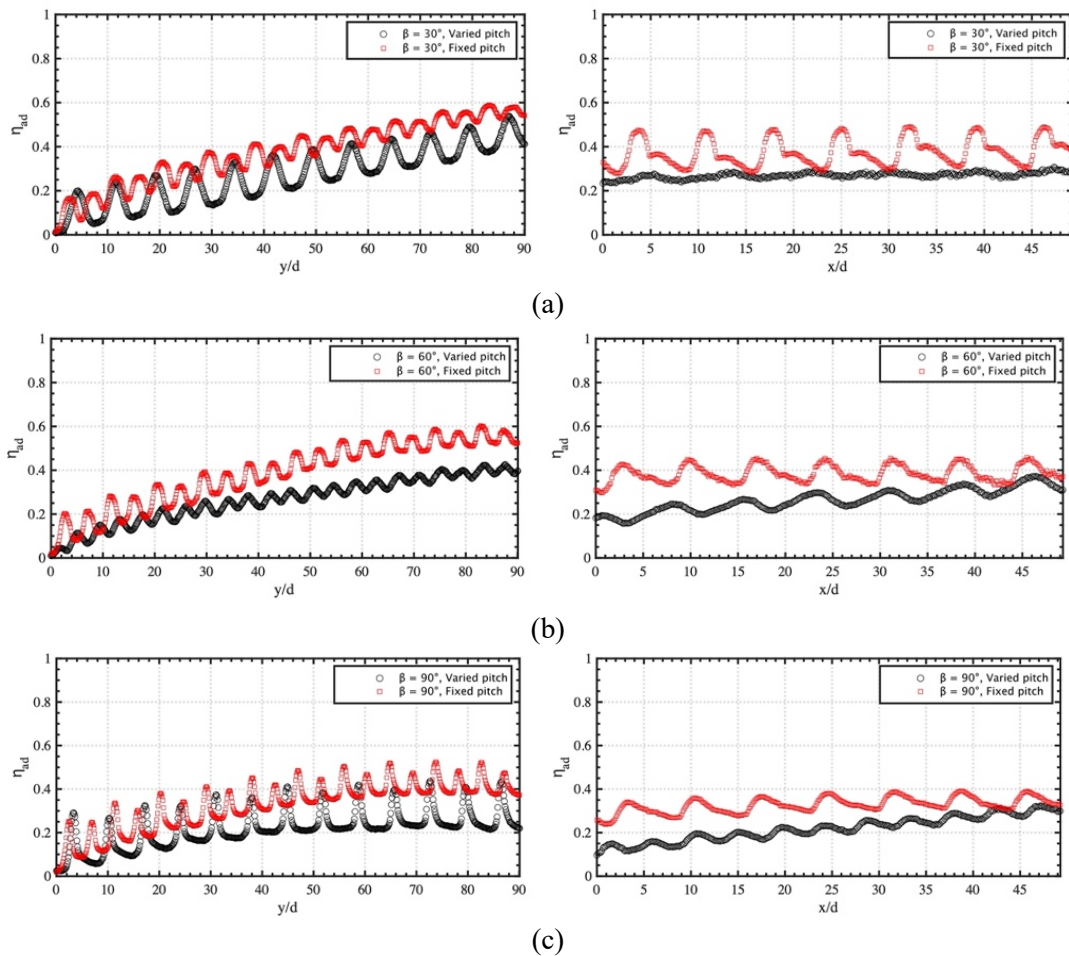 β = 30°, Varied pitch
β = 30°, Fixed pitch
1
0.8
0.6
0.4
0.2
0
η_ad
0 10 20 30 40 50 60 70 80 90
y/d
β = 30°, Varied pitch
β = 30°, Fixed pitch
1
0.8
0.6
0.4
0.2
0
η_ad
0 5 10 15 20 25 30 35 40 45
x/d
(a)
β = 60°, Varied pitch
β = 60°, Fixed pitch
1
0.8
0.6
0.4
0.2
0
η_ad
0 10 20 30 40 50 60 70 80 90
y/d
β = 60°, Varied pitch
β = 60°, Fixed pitch
1
0.8
0.6
0.4
0.2
0
η_ad
0 5 10 15 20 25 30 35 40 45
x/d
(b)
β = 90°, Varied pitch
β = 90°, Fixed pitch
1
0.8
0.6
0.4
0.2
0
η_ad
0 10 20 30 40 50 60 70 80 90
y/d
β = 90°, Varied pitch
β = 90°, Fixed pitch
1
0.8
0.6
0.4
0.2
0
η_ad
0 5 10 15 20 25 30 35 40 45
x/d
(c)